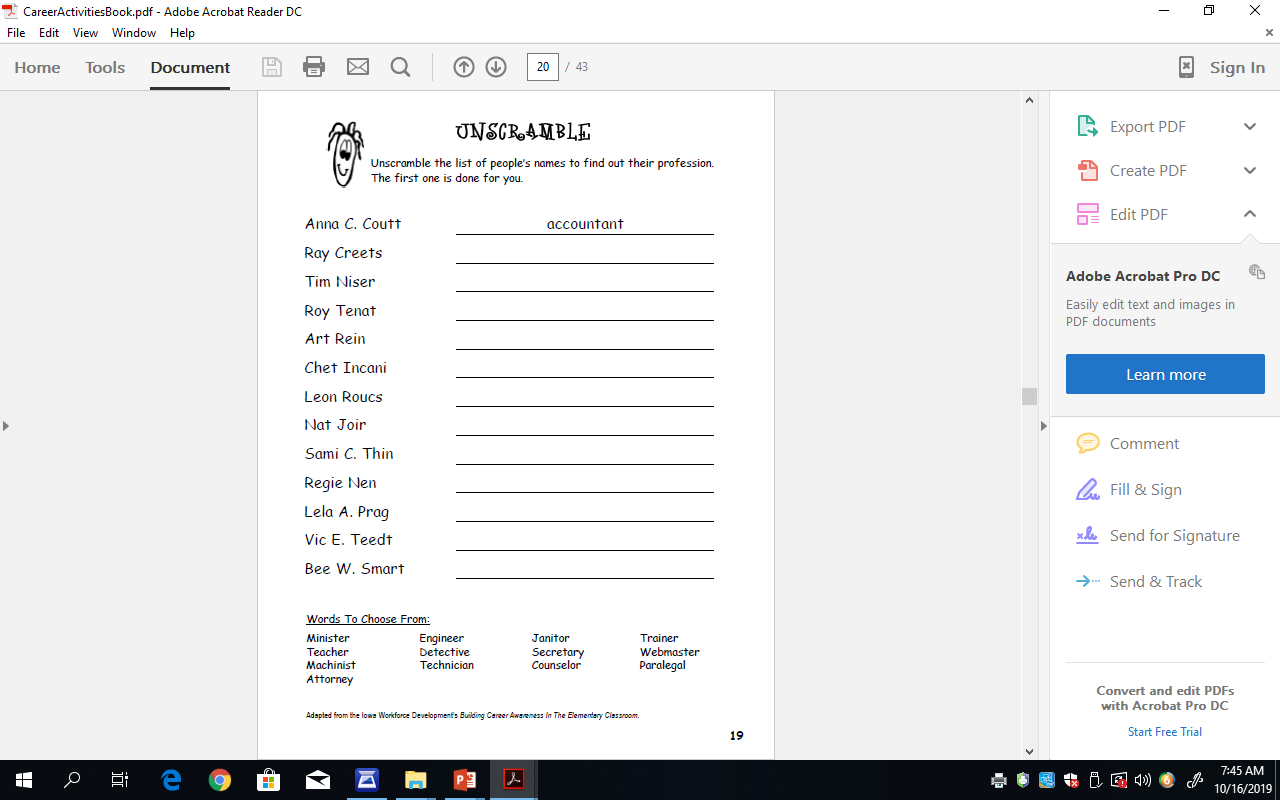 CareerActivitiesBook.pdf - Adobe Acrobat Reader DC
File Edit View Window Help
Home Tools Document 20 / 43 Sign In
UNSCRAMBLE
Unscramble the list of people's names to find out their profession.
The first one is done for you.
Anna C. Coutt accountant
Ray Creets
Tim Niser
Roy Tenat
Art Rein
Chet Incani
Leon Roucs
Nat Joir
Sami C. Thin
Regie Nen
Lela A. Prag
Vic E. Teedt
Bee W. Smart
Words To Choose From:
Minister Engineer Janitor Trainer
Teacher Detective Secretary Webmaster
Machinist Technician Counselor Paralegal
Attorney
Adapted from the Iowa Workforce Development's Building Career Awareness In The Elementary Classroom.
19
Export PDF
Create PDF
Edit PDF
Adobe Acrobat Pro DC
Easily edit text and images in
PDF documents
Learn more
Comment
Fill & Sign
Send for Signature
Send & Track
Convert and edit PDFs
with Acrobat Pro DC
Start Free Trial
7:45 AM
10/16/2019